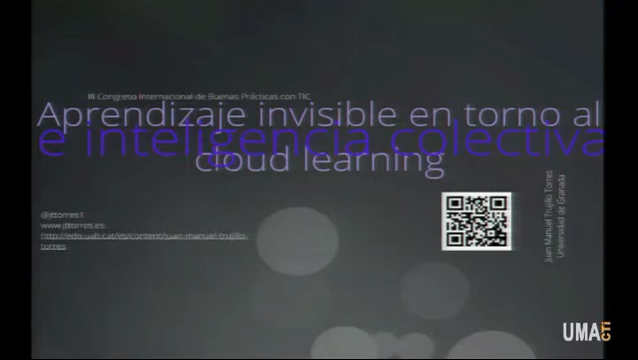 III Congreso Internacional de Buenas Prácticas con TIC
Aprendizaje invisible en torno al
e inteligencia colectiva
cloud learning
@jttorres1
www.jttorres.es
http://edo.uab.cat/es/content/juan-manuel-trujillo-
torres
Juan Manuel Trujillo Torres
Universidad de Granada
UMA CTI